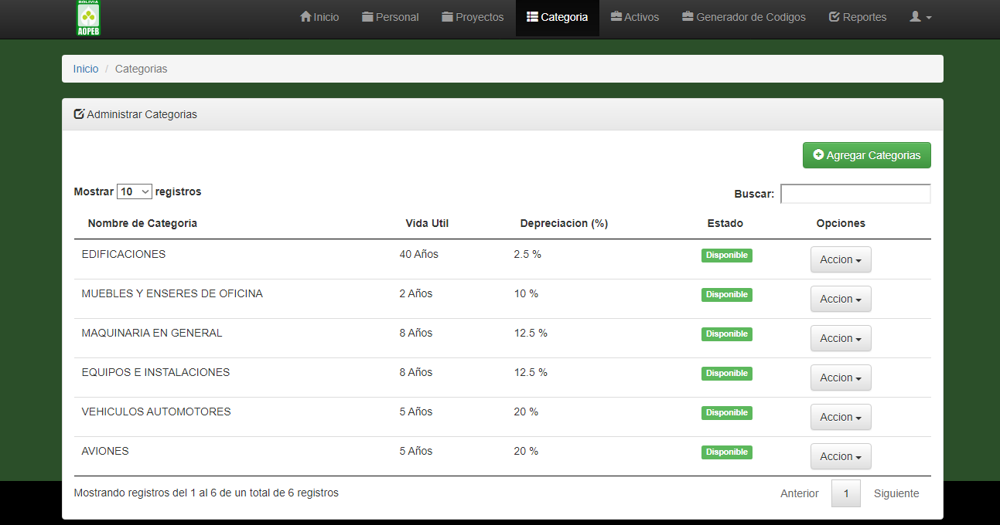 BOLIVIA
AOPEB
Inicio Personal Proyectos Categoria Activos Generador de Codigos Reportes
Inicio / Categorias
Administrar Categorias
Agregar Categorias
Mostrar 10 registros
Buscar:
Nombre de Categoria Vida Util Depreciacion (%) Estado Opciones
EDIFICACIONES 40 Años 2.5 % Disponible Accion
MUEBLES Y ENSERES DE OFICINA 2 Años 10 % Disponible Accion
MAQUINARIA EN GENERAL 8 Años 12.5 % Disponible Accion
EQUIPOS E INSTALACIONES 8 Años 12.5 % Disponible Accion
VEHICULOS AUTOMOTORES 5 Años 20 % Disponible Accion
AVIONES 5 Años 20 % Disponible Accion
Mostrando registros del 1 al 6 de un total de 6 registros
Anterior 1 Siguiente